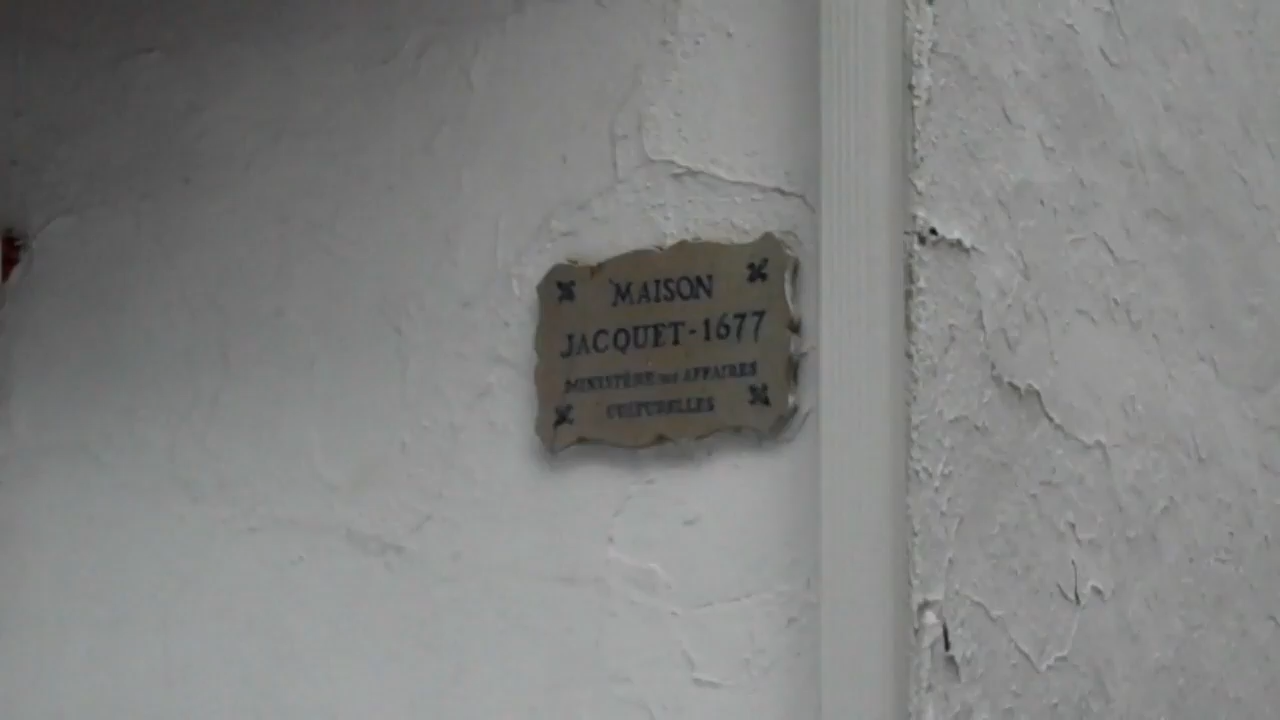 MAISON
JACQUET-1677
MINISTÈRE DES AFFAIRES
CULTURELLES